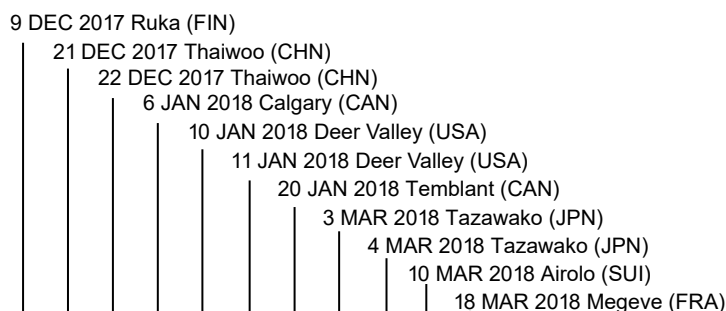 9 DEC 2017 Ruka (FIN)
21 DEC 2017 Thaiwoo (CHN)
22 DEC 2017 Thaiwoo (CHN)
6 JAN 2018 Calgary (CAN)
10 JAN 2018 Deer Valley (USA)
11 JAN 2018 Deer Valley (USA)
20 JAN 2018 Temblant (CAN)
3 MAR 2018 Tazawako (JPN)
4 MAR 2018 Tazawako (JPN)
10 MAR 2018 Airolo (SUI)
18 MAR 2018 Megeve (FRA)